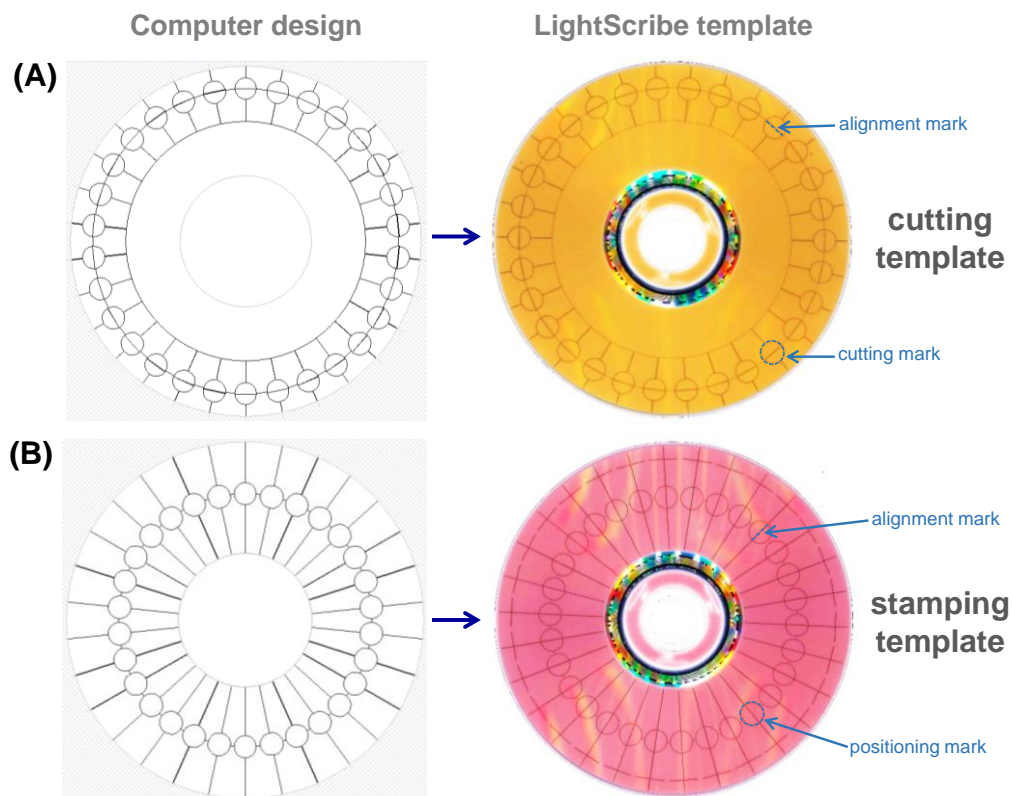 Computer design
LightScribe template
(A)
alignment mark
cutting
template
cutting mark
(B)
alignment mark
stamping
template
positioning mark